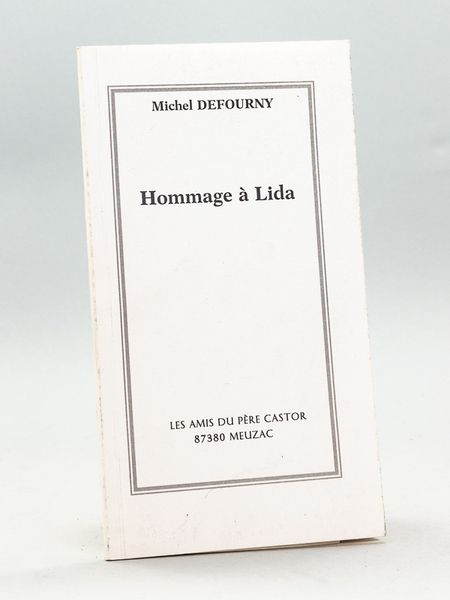 Michel DEFOURNY
Hommage à Lida
LES AMIS DU PÈRE CASTOR
87380 MEUZAC